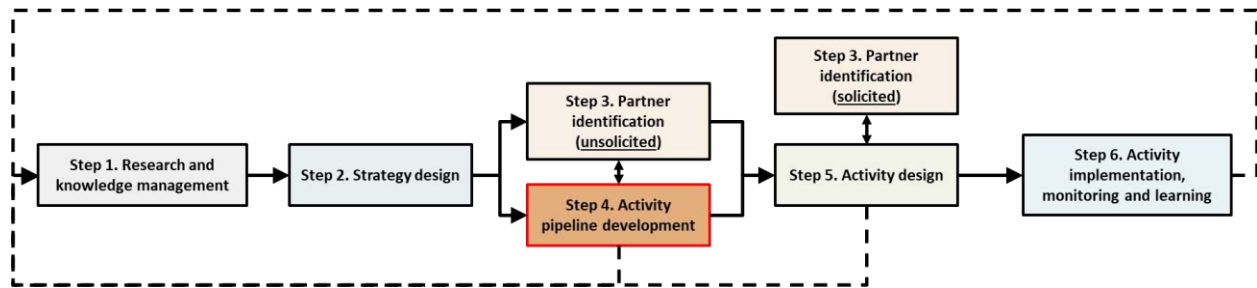 Step 1. Research and
knowledge management
Step 2. Strategy design
Step 3. Partner
identification
(unsolicited)
Step 4. Activity
pipeline development
Step 3. Partner
identification
(solicited)
Step 5. Activity design
Step 6. Activity
implementation,
monitoring and learning